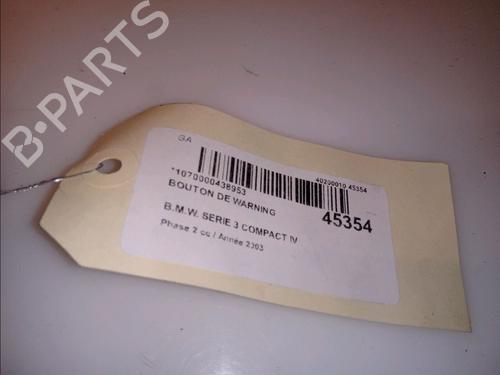 B-PARTS
GA
*1070000438953
40200010 45354
BOUTON DE WARNING
45354
B.M.W. SERIE 3 COMPACT IV
Phase 2 cc / Année 2003